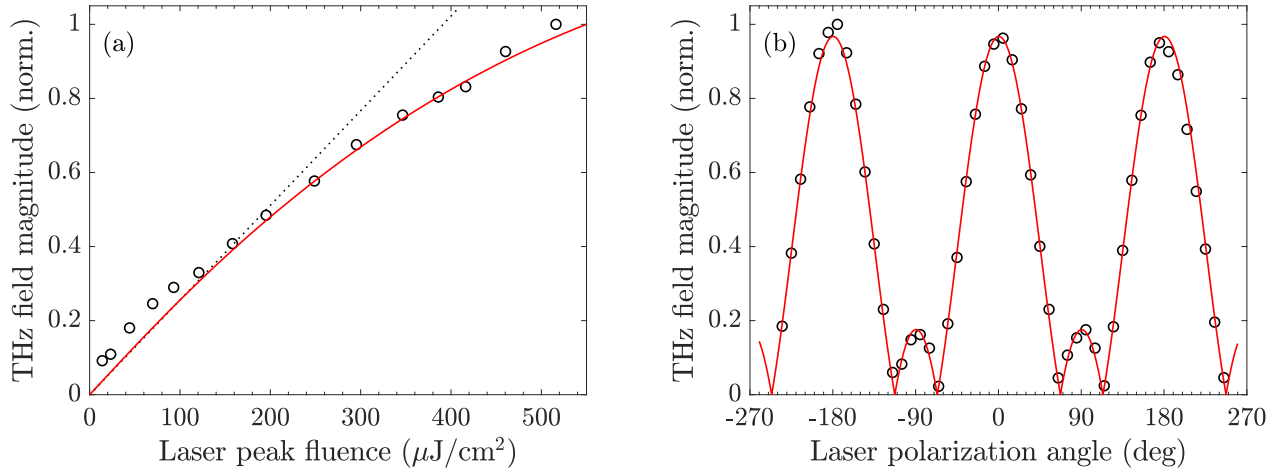 (a)
THz field magnitude (norm.)
1
0.8
0.6
0.4
0.2
0
0 100 200 300 400 500
Laser peak fluence (μJ/cm²)
(b)
THz field magnitude (norm.)
1
0.8
0.6
0.4
0.2
0
-270 -180 -90 0 90 180 270
Laser polarization angle (deg)